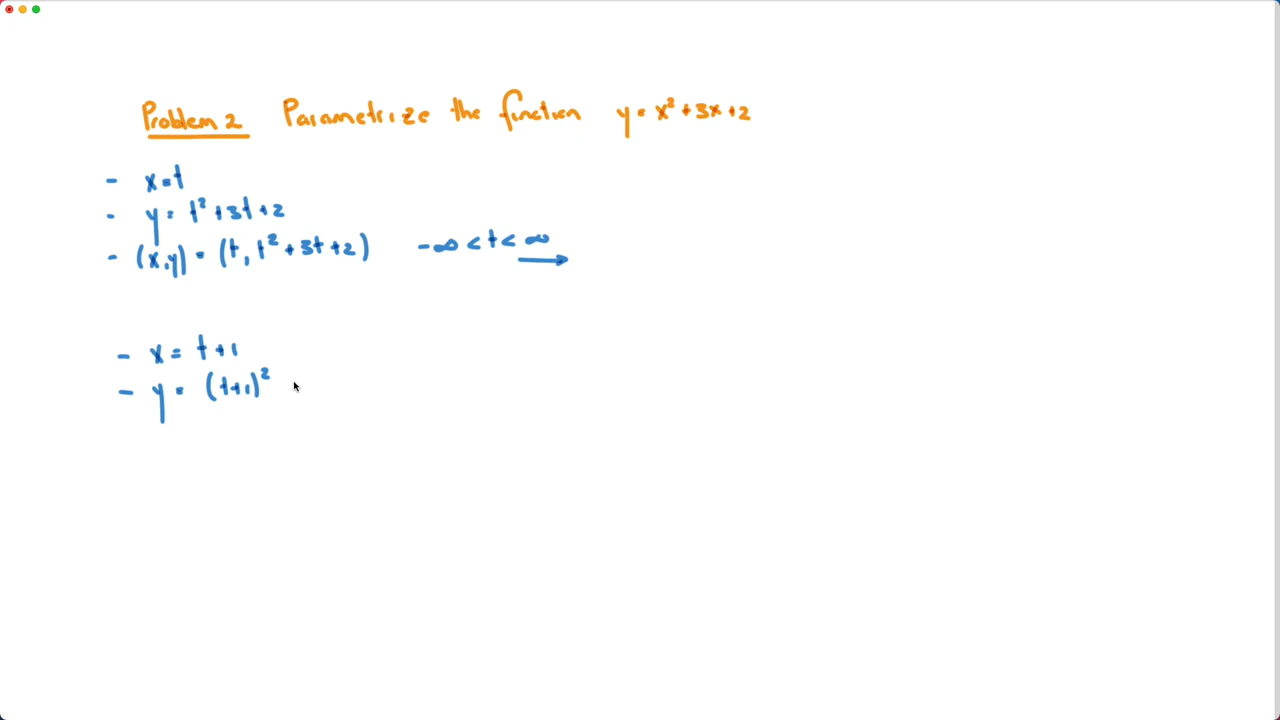 Problem 2 Parametrize the function y = x² + 3x + 2
- x = t
- y = t² + 3t + 2
- (x,y) = (t, t² + 3t + 2) -∞ < t < ∞
- x = t + 1
- y = (t+1)²